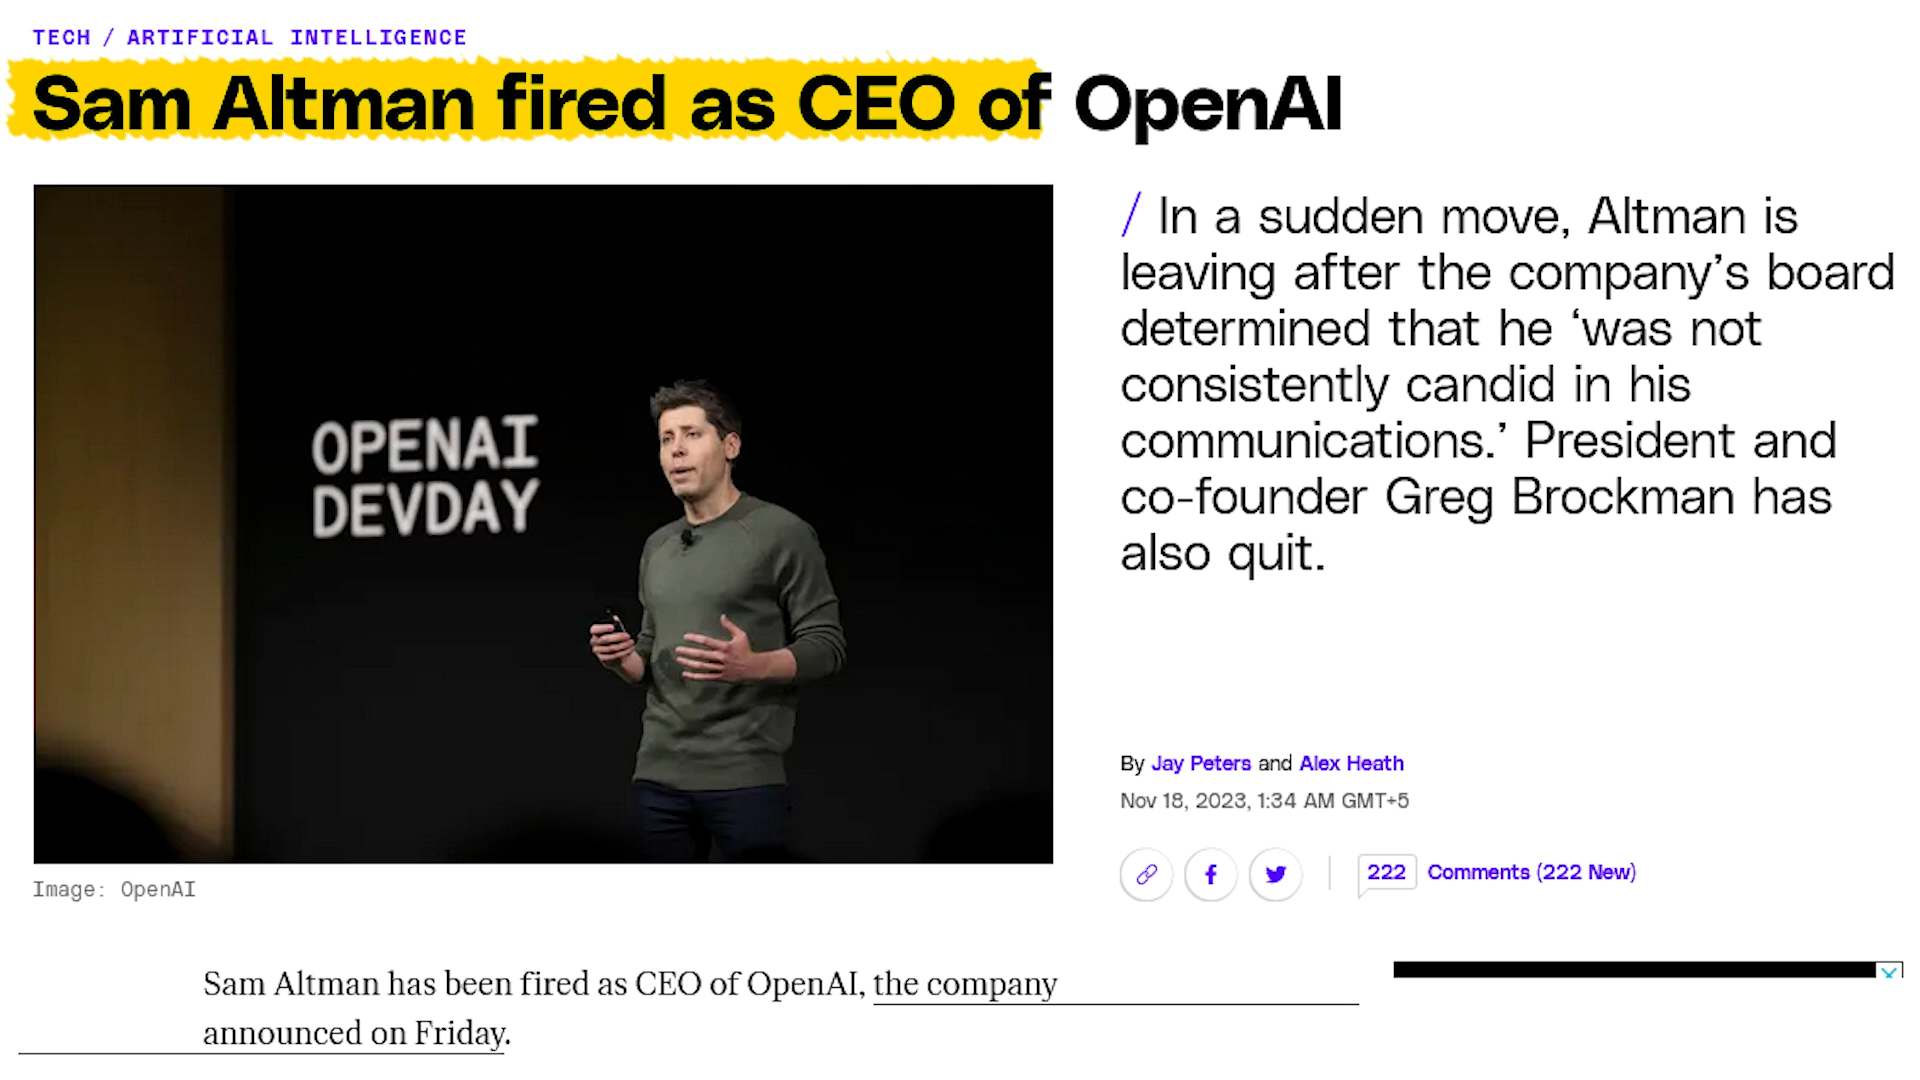 TECH / ARTIFICIAL INTELLIGENCE
Sam Altman fired as CEO of OpenAI
OPENAI
DEVDAY
/ In a sudden move, Altman is
leaving after the company’s board
determined that he ‘was not
consistently candid in his
communications.’ President and
co-founder Greg Brockman has
also quit.
By Jay Peters and Alex Heath
Nov 18, 2023, 1:34 AM GMT+5
222 Comments (222 New)
Image: OpenAI
Sam Altman has been fired as CEO of OpenAI, the company
announced on Friday.